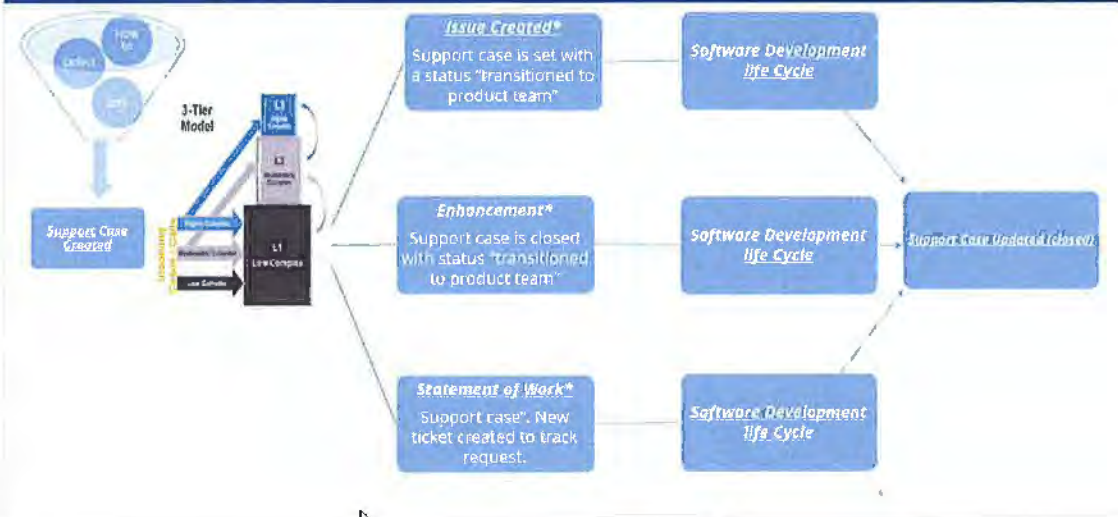 How to
Defect
3-Tier
Model
L3
L2
L1
Low Complex
Support Case
Created
Issue Created*
Support case is set with
a status "transitioned to
product team"
Software Development
life Cycle
Enhancement*
Support case is closed
with status "transitioned
to product team"
Software Development
life Cycle
Support Case Updated (closed)
Statement of Work*
Support case". New
ticket created to track
request.
Software Development
life Cycle